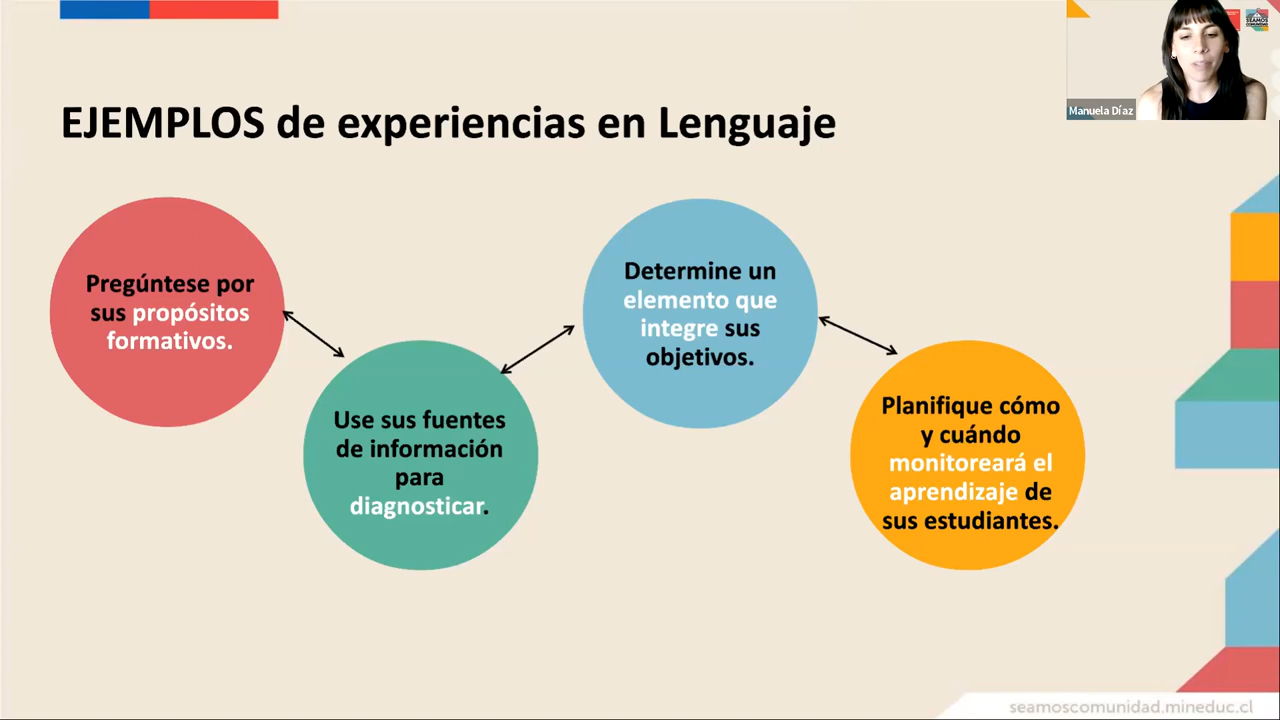 SEAMOS
COMUNIDAD
Manuela Díaz
EJEMPLOS de experiencias en Lenguaje
Pregúntese por
sus propósitos
formativos.
Use sus fuentes
de información
para
diagnosticar.
Determine un
elemento que
integre sus
objetivos.
Planifique cómo
y cuándo
monitoreará el
aprendizaje de
sus estudiantes.
seamoscomunidad.mineduc.cl